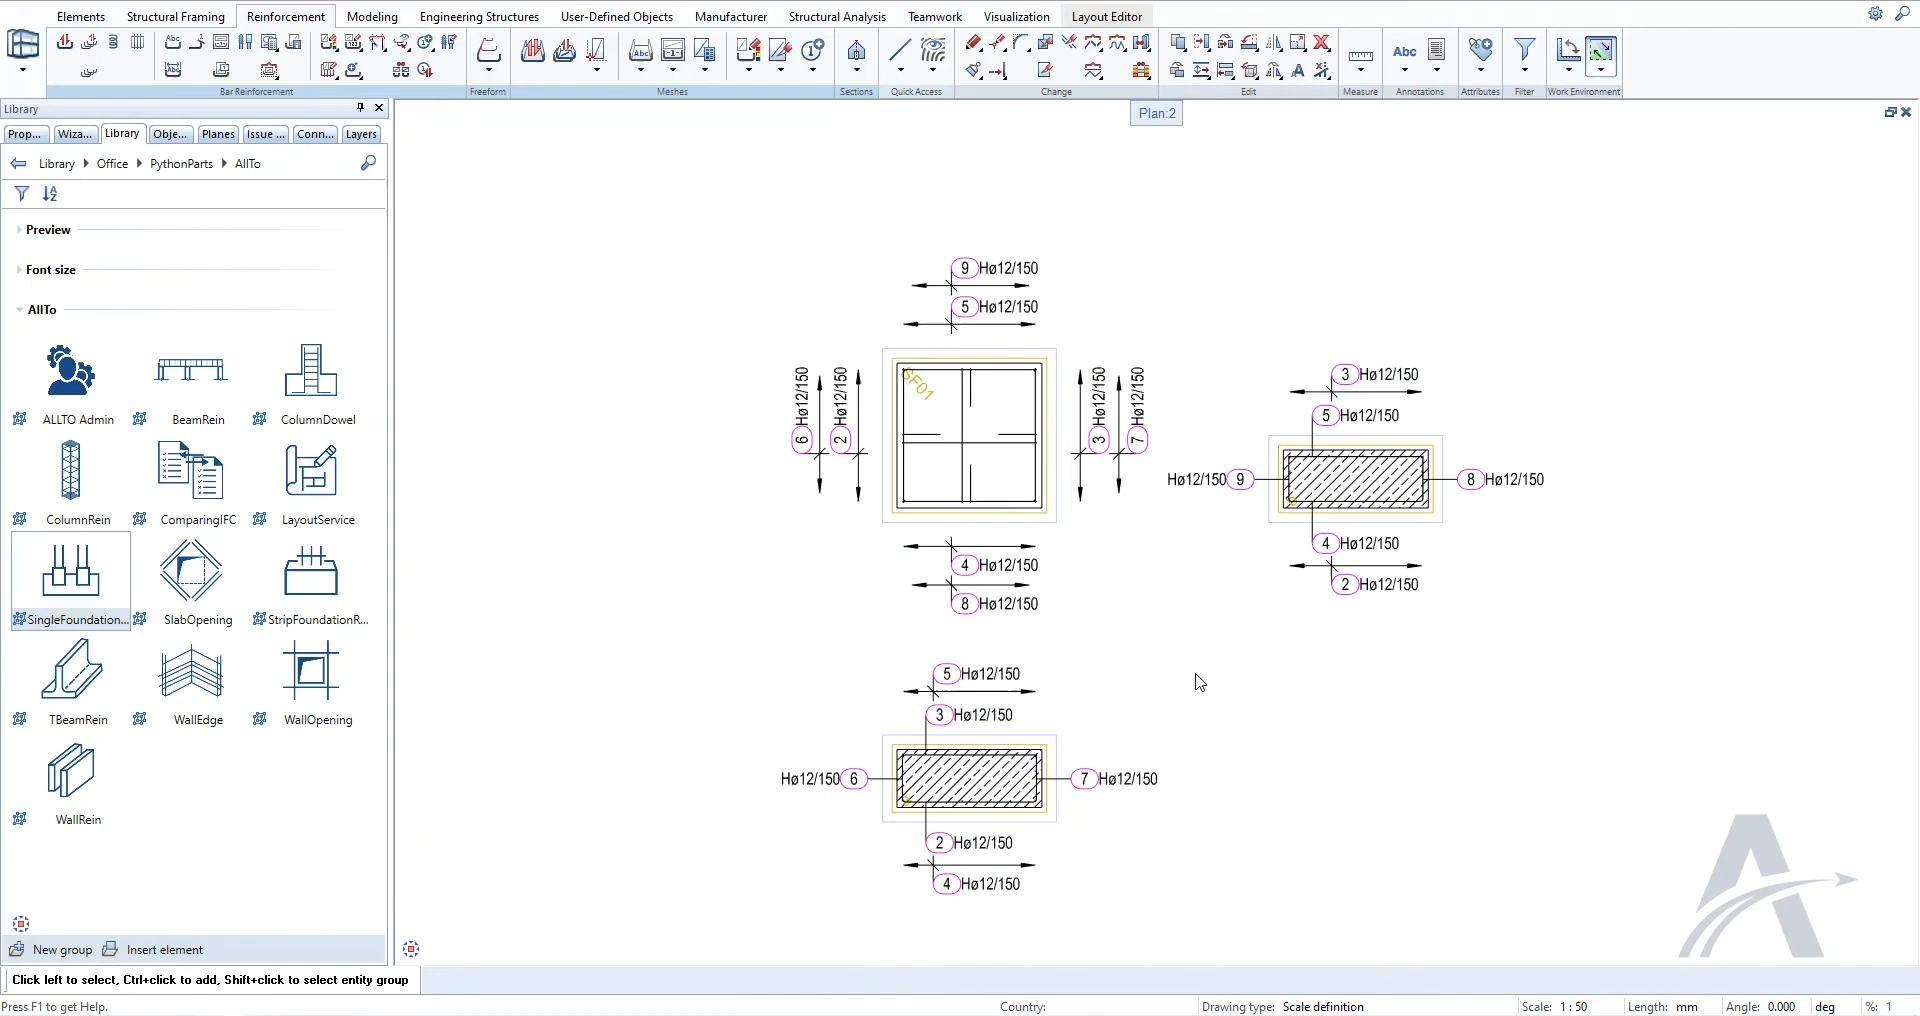 Elements Structural Framing Reinforcement Modeling Engineering Structures User-Defined Objects Manufacturer Structural Analysis Teamwork Visualization Layout Editor
Bar Reinforcement Freeform Meshes Sections Quick Access Change Edit Measure Annotations Attributes Filter Work Environment
Abc
Library
Plan:2
Prop... Wiza... Library Obje... Planes Issue ... Conn... Layers
Library Office PythonParts AllTo
Preview
Font size
AllTo
ALLTO Admin BeamRein ColumnDowel
ColumnRein ComparingIFC LayoutService
SingleFoundation... SlabOpening StripFoundationR...
TBeamRein WallEdge WallOpening
WallRein
New group Insert element
9 Hø12/150
5 Hø12/150
6 Hø12/150
2 Hø12/150
SF01
3 Hø12/150
7 Hø12/150
4 Hø12/150
8 Hø12/150
3 Hø12/150
5 Hø12/150
Hø12/150 9
8 Hø12/150
4 Hø12/150
2 Hø12/150
5 Hø12/150
3 Hø12/150
Hø12/150 6
7 Hø12/150
2 Hø12/150
4 Hø12/150
Click left to select, Ctrl+click to add, Shift+click to select entity group
Press F1 to get Help. Country: Drawing type: Scale definition Scale: 1 : 50 Length: mm Angle: 0.000 deg %: 1